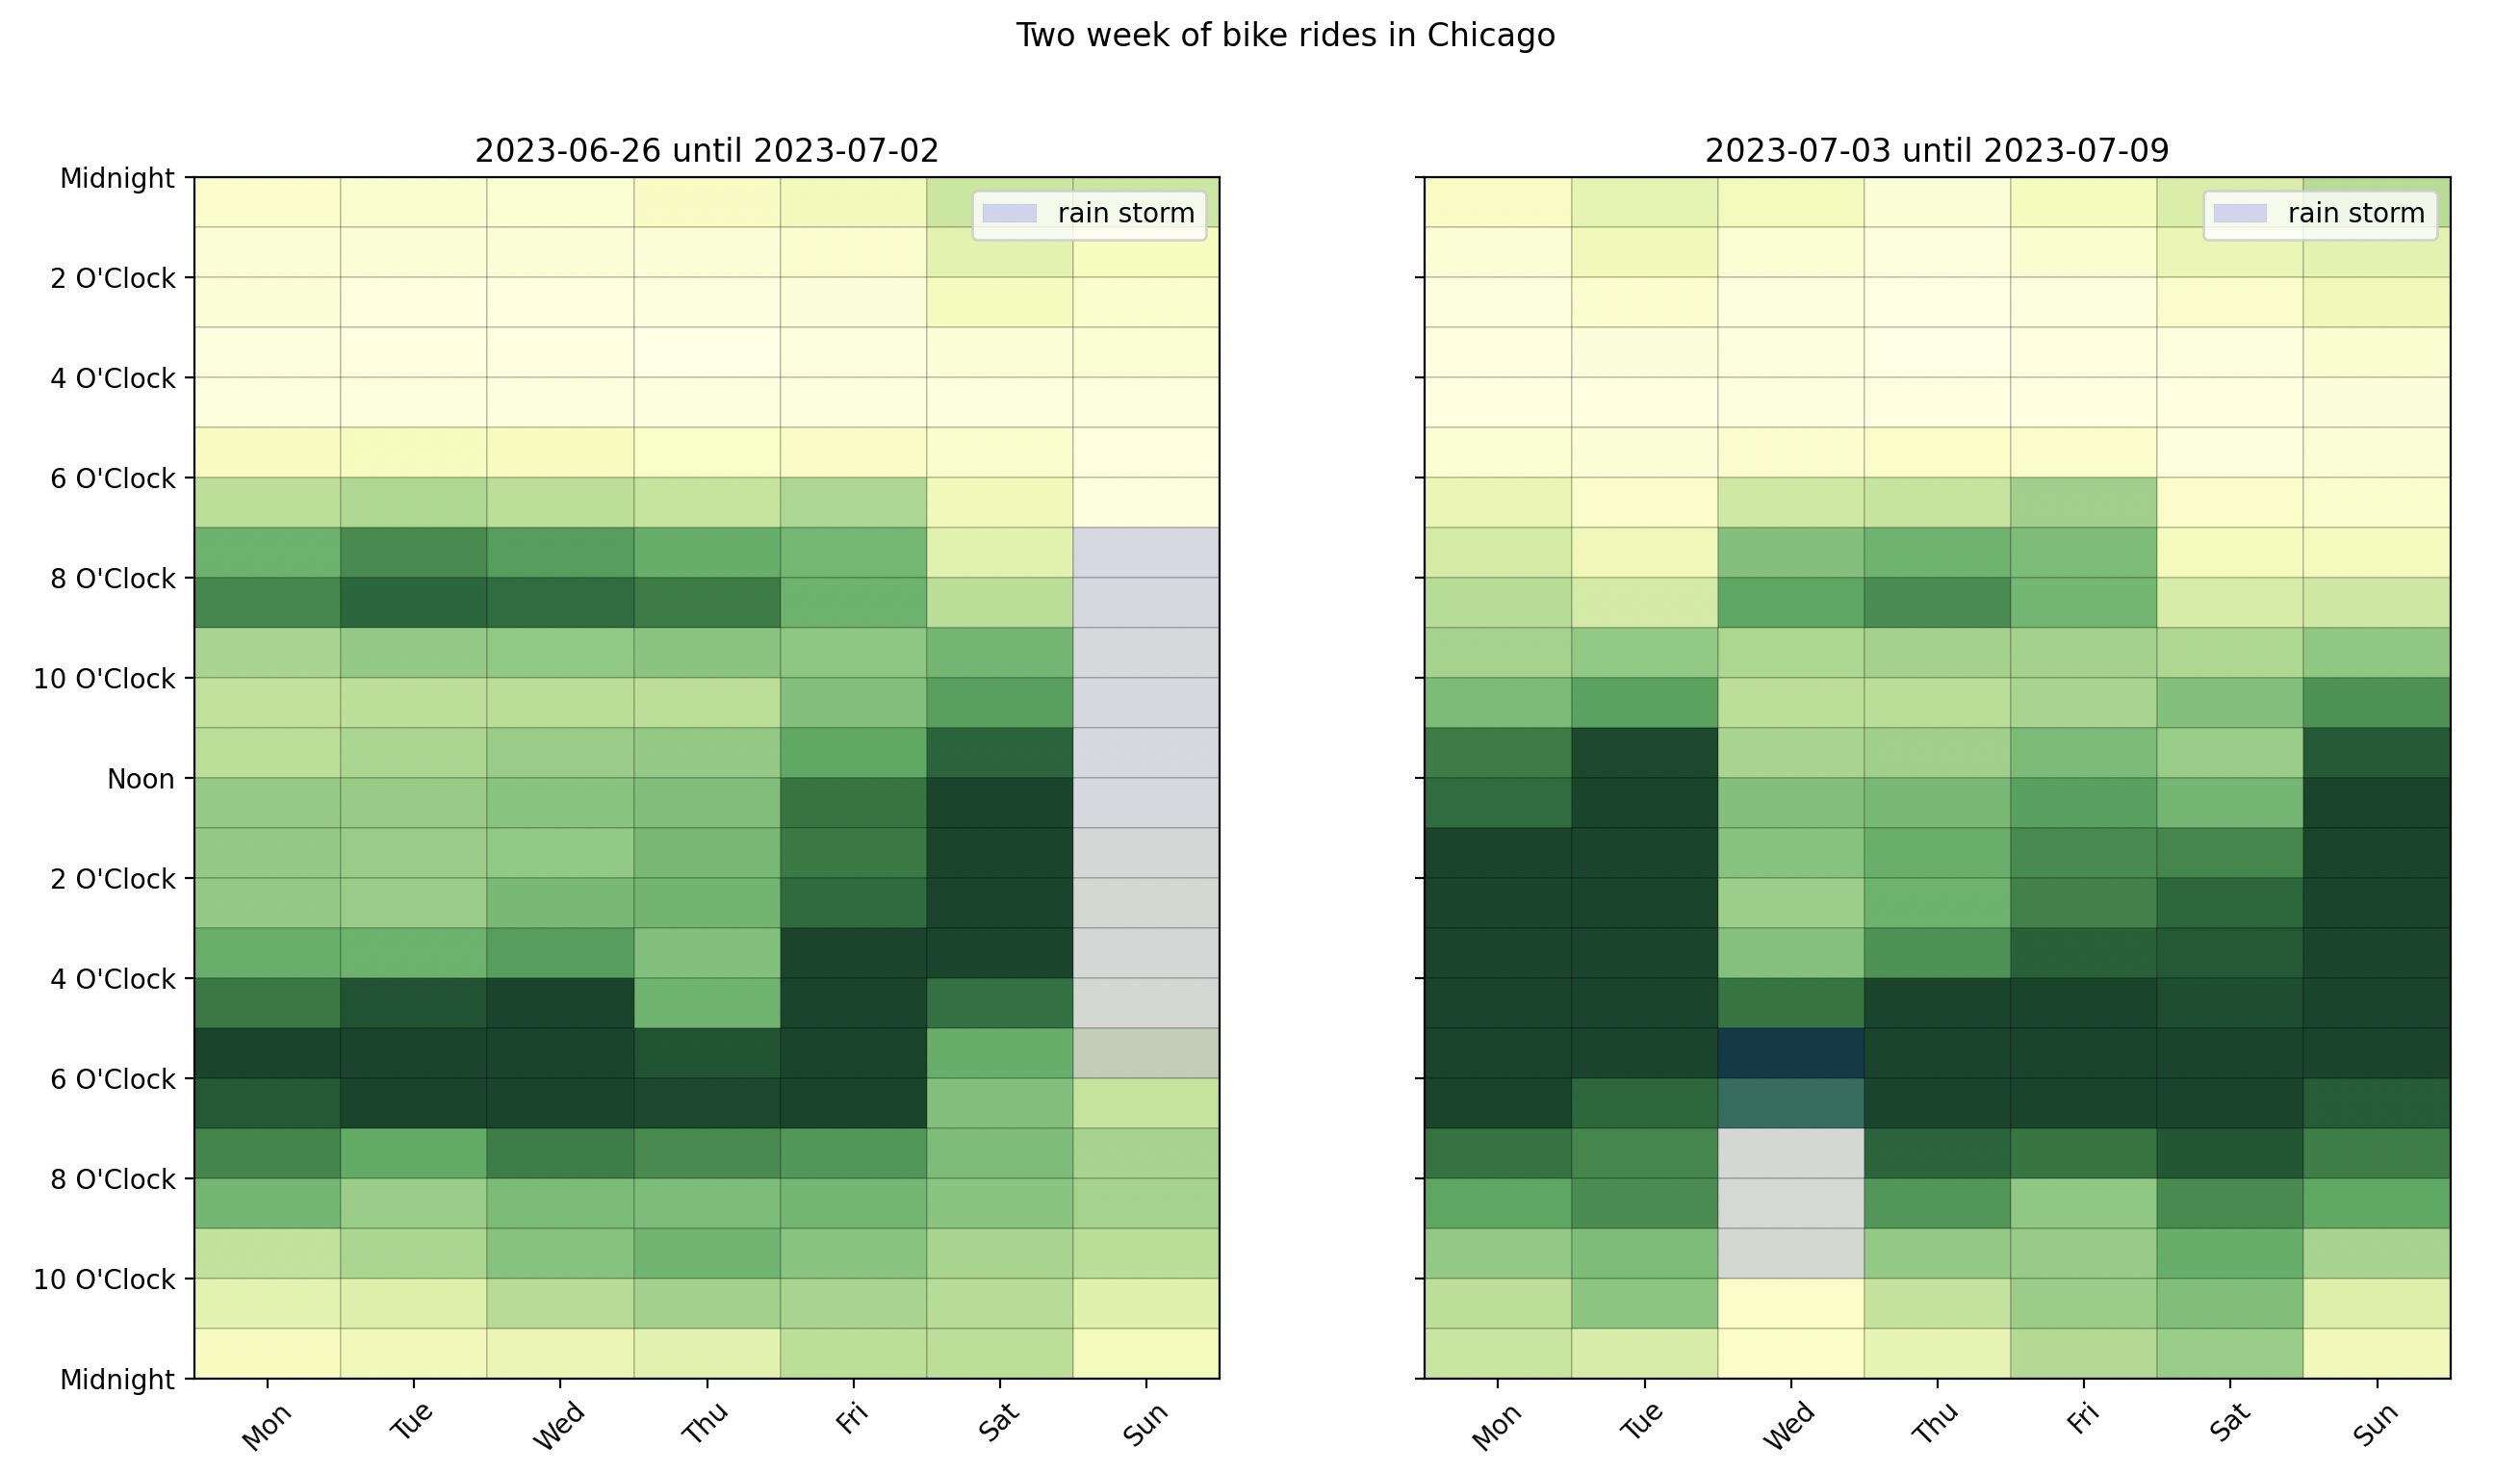 Two week of bike rides in Chicago
2023-06-26 until 2023-07-02
Midnight
2 O'Clock
4 O'Clock
6 O'Clock
8 O'Clock
10 O'Clock
Noon
2 O'Clock
4 O'Clock
6 O'Clock
8 O'Clock
10 O'Clock
Midnight
rain storm
Mon Tue Wed Thu Fri Sat Sun
2023-07-03 until 2023-07-09
rain storm
Mon Tue Wed Thu Fri Sat Sun